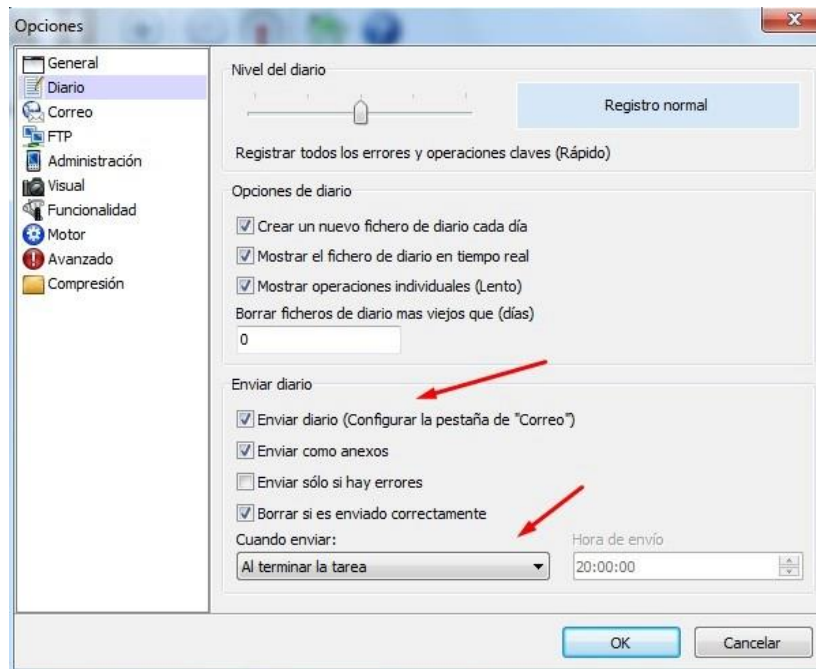 Opciones
General
Diario
Correo
FTP
Administración
Visual
Funcionalidad
Motor
Avanzado
Compresión
Nivel del diario
Registro normal
Registrar todos los errores y operaciones claves (Rápido)
Opciones de diario
Crear un nuevo fichero de diario cada día
Mostrar el fichero de diario en tiempo real
Mostrar operaciones individuales (Lento)
Borrar ficheros de diario mas viejos que (días)
0
Enviar diario
Enviar diario (Configurar la pestaña de "Correo")
Enviar como anexos
Enviar sólo si hay errores
Borrar si es enviado correctamente
Cuando enviar:
Hora de envío
Al terminar la tarea
20:00:00
OK
Cancelar